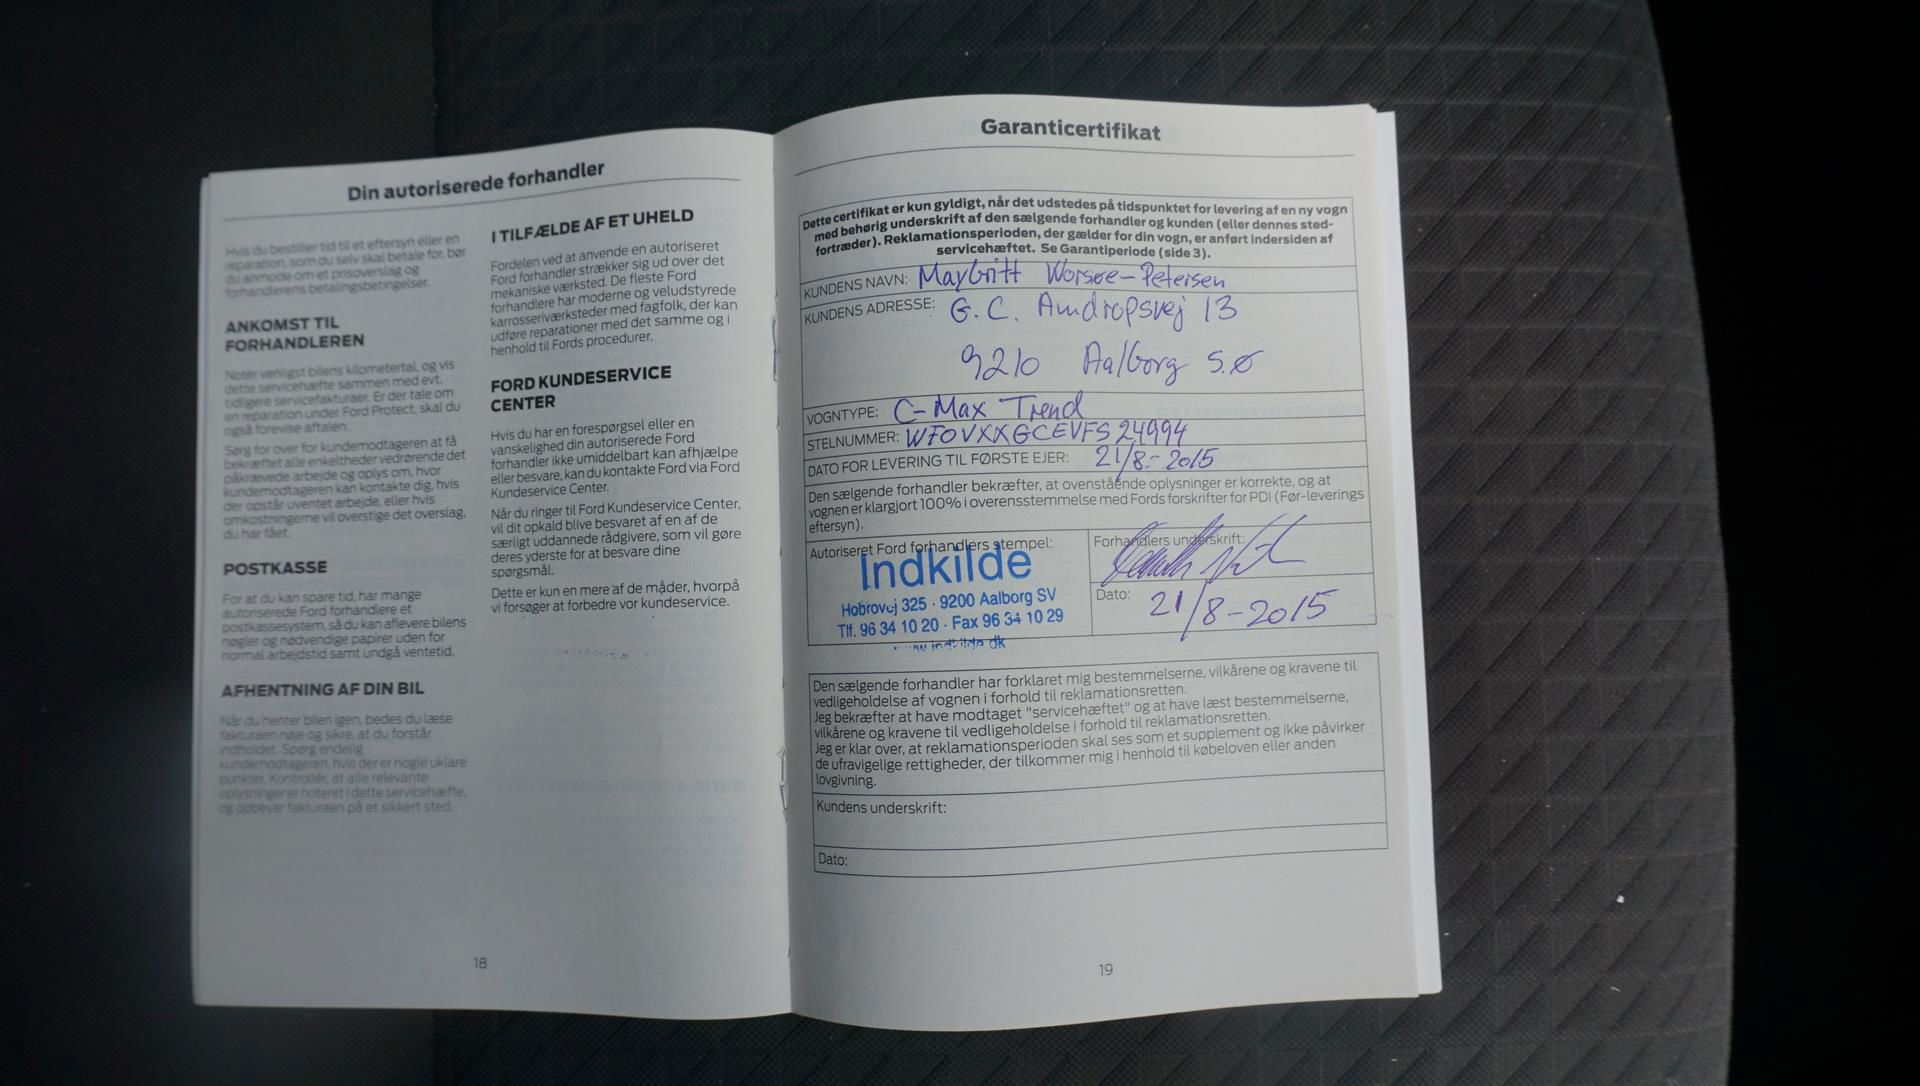 Din autoriserede forhandler
Hvis du bestiller tid til et eftersyn eller en
reparation, som du selv skal betale for, bør
du anmode om et prisoverslag og
forhandlerens betalingsbetingelser.
ANKOMST TIL
FORHANDLEREN
Notér venligst bilens kilometertal, og vis
dette servicehæfte sammen med evt.
tidligere servicefakturaer. Er der tale om
en reparation under Ford Protect, skal du
også forevise aftalen.
Sørg for over for kundemodtageren at få
bekræftet alle enkeltheder vedrørende det
påkrævede arbejde og oplys om, hvor
kundemodtageren kan kontakte dig, hvis
der opstår uventet arbejde, eller hvis
omkostningerne vil overstige det overslag,
du har fået.
POSTKASSE
For at du kan spare tid, har mange
autoriserede Ford forhandlere et
postkassesystem, så du kan aflevere bilens
nøgler og nødvendige papirer uden for
normal arbejdstid samt undgå ventetid.
AFHENTNING AF DIN BIL
Når du henter bilen igen, bedes du læse
fakturaen nøje og sikre, at du forstår
indholdet. Spørg endelig
kundemodtageren, hvis der er nogle uklare
punkter. Kontrollér, at alle relevante
oplysninger er noteret i dette servicehæfte,
og opbevar fakturaen på et sikkert sted.
I TILFÆLDE AF ET UHELD
Fordelen ved at anvende en autoriseret
Ford forhandler strækker sig ud over det
mekaniske værksted. De fleste Ford
forhandlere har moderne og veludstyrede
karrosseriværksteder med fagfolk, der kan
udføre reparationer med det samme og i
henhold til Fords procedurer.
FORD KUNDESERVICE
CENTER
Hvis du har en forespørgsel eller en
vanskelighed din autoriserede Ford
forhandler ikke umiddelbart kan afhjælpe
eller besvare, kan du kontakte Ford via Ford
Kundeservice Center.
Når du ringer til Ford Kundeservice Center,
vil dit opkald blive besvaret af en af de
særligt uddannede rådgivere, som vil gøre
deres yderste for at besvare dine
spørgsmål.
Dette er kun en mere af de måder, hvorpå
vi forsøger at forbedre vor kundeservice.
18
Garanticertifikat
Dette certifikat er kun gyldigt, når det udstedes på tidspunktet for levering af en ny vogn
med behørig underskrift af den sælgende forhandler og kunden (eller dennes sted-
fortræder). Reklamationsperioden, der gælder for din vogn, er anført indersiden af
servicehæftet. Se Garantiperiode (side 3).
KUNDENS NAVN: Maybritt Worsøe-Petersen
KUNDENS ADRESSE: G.C. Amdropsvej 13
9210 Aalborg S.Ø
VOGNTYPE: C-Max Trend
STELNUMMER: WF0VXXGCEVFS24994
DATO FOR LEVERING TIL FØRSTE EJER: 21/8-2015
Den sælgende forhandler bekræfter, at ovenstående oplysninger er korrekte, og at
vognen er klargjort 100% i overensstemmelse med Fords forskrifter for PDI (Før-leverings
eftersyn).
Autoriseret Ford forhandlers stempel:
Indkilde
Hobrovej 325 · 9200 Aalborg SV
Tlf. 96 34 10 20 · Fax 96 34 10 29
www.indkilde.dk
Forhandlers underskrift:
Dato: 21/8-2015
Den sælgende forhandler har forklaret mig bestemmelserne, vilkårene og kravene til
vedligeholdelse af vognen i forhold til reklamationsretten.
Jeg bekræfter at have modtaget "servicehæftet" og at have læst bestemmelserne,
vilkårene og kravene til vedligeholdelse i forhold til reklamationsretten.
Jeg er klar over, at reklamationsperioden skal ses som et supplement og ikke påvirker
de ufravigelige rettigheder, der tilkommer mig i henhold til købeloven eller anden
lovgivning.
Kundens underskrift:
Dato:
19